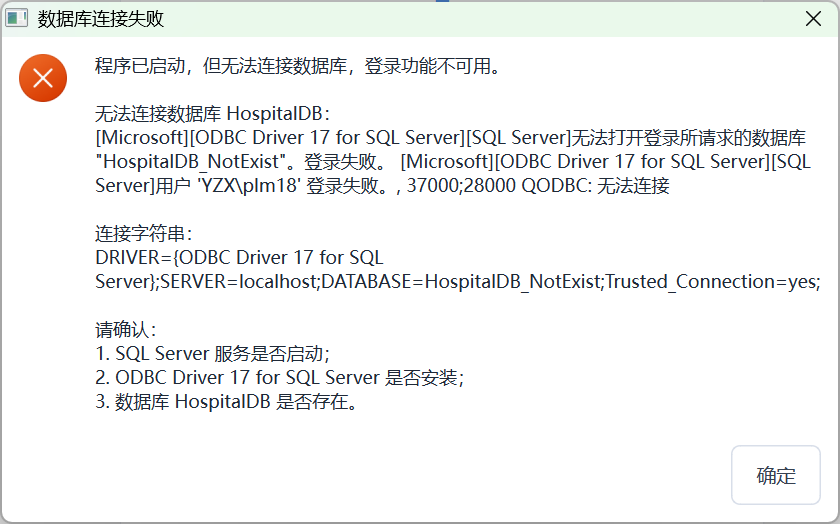 数据库连接失败
程序已启动，但无法连接数据库，登录功能不可用。
无法连接数据库 HospitalDB：
[Microsoft][ODBC Driver 17 for SQL Server][SQL Server]无法打开登录所请求的数据库
"HospitalDB_NotExist"。登录失败。 [Microsoft][ODBC Driver 17 for SQL Server][SQL
Server]用户 'YZX\plm18' 登录失败。, 37000;28000 QODBC: 无法连接
连接字符串：
DRIVER={ODBC Driver 17 for SQL
Server};SERVER=localhost;DATABASE=HospitalDB_NotExist;Trusted_Connection=yes;
请确认：
1. SQL Server 服务是否启动；
2. ODBC Driver 17 for SQL Server 是否安装；
3. 数据库 HospitalDB 是否存在。
确定